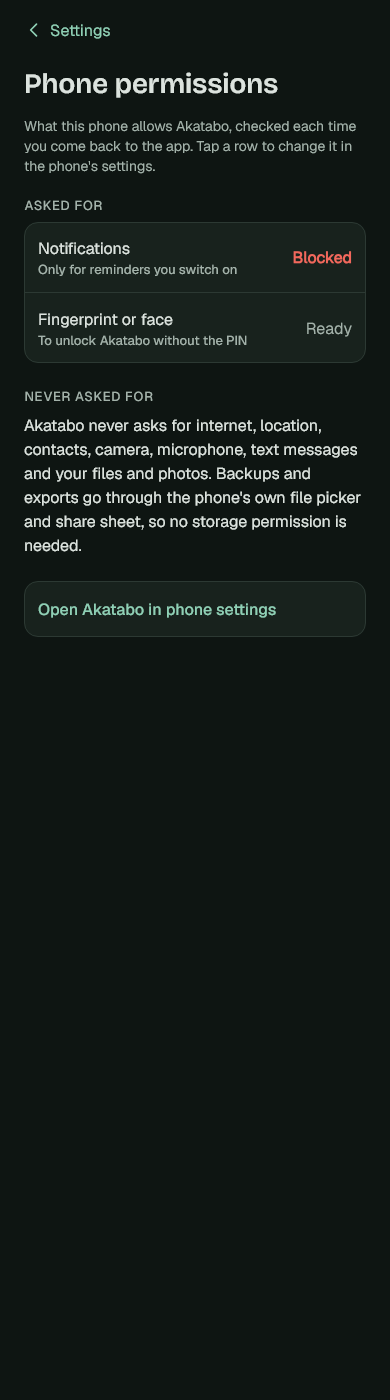 Settings
Phone permissions
What this phone allows Akatabo, checked each time
you come back to the app. Tap a row to change it in
the phone's settings.
ASKED FOR
Notifications
Blocked
Only for reminders you switch on
Fingerprint or face
Ready
To unlock Akatabo without the PIN
NEVER ASKED FOR
Akatabo never asks for internet, location,
contacts, camera, microphone, text messages
and your files and photos. Backups and
exports go through the phone's own file picker
and share sheet, so no storage permission is
needed.
Open Akatabo in phone settings